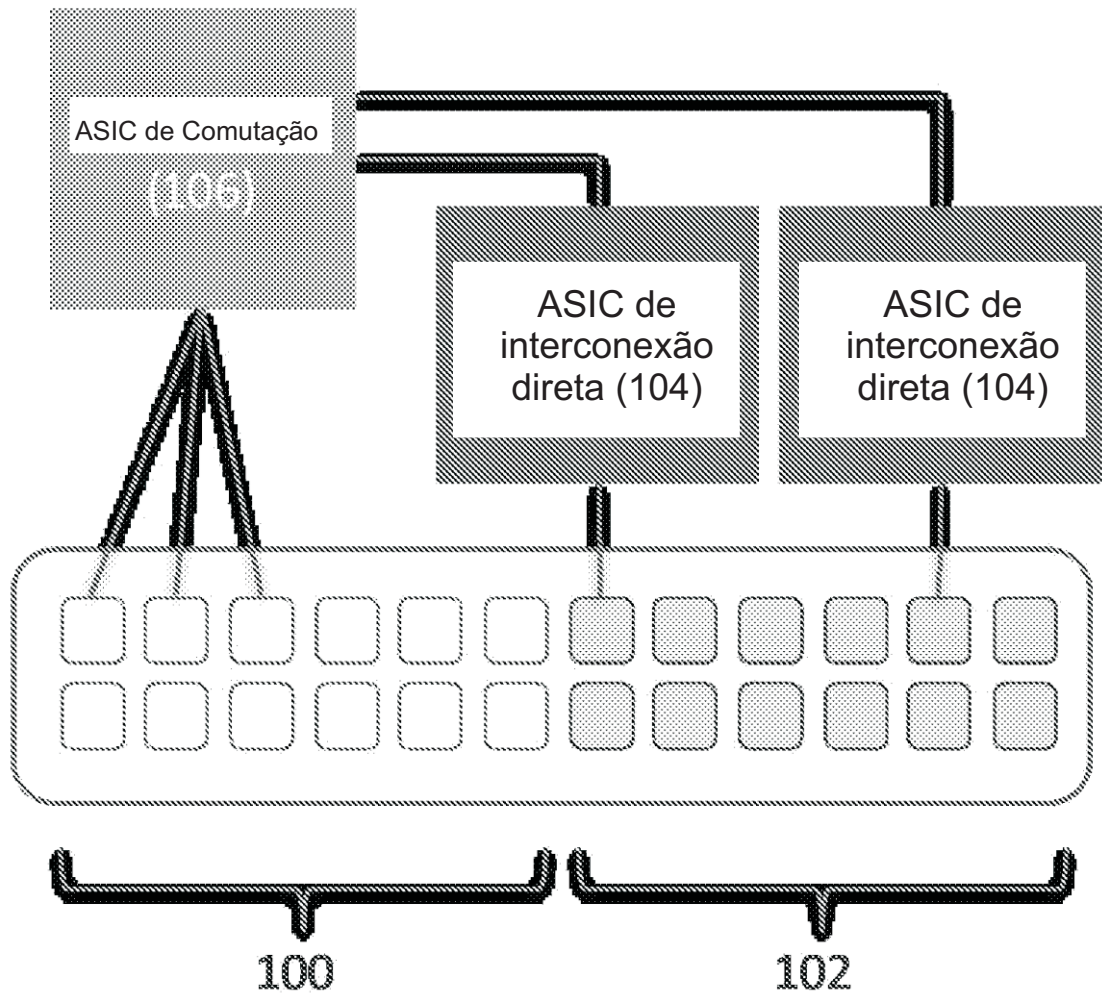 ASIC de Comutação
(106)
ASIC de
interconexão
direta (104)
ASIC de
interconexão
direta (104)
100
102